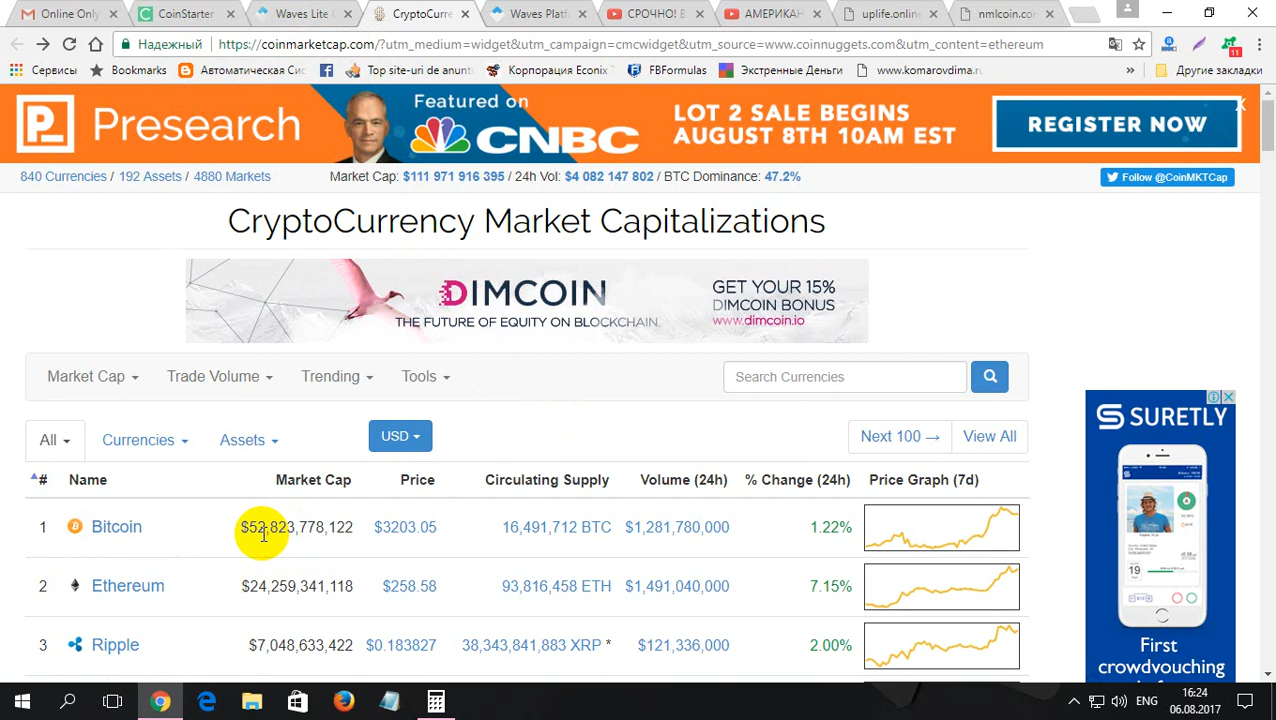 Online Only
CoinStarter
Waves Lite C
CryptoCurre
Waves Platf
СРОЧНО! В
АМЕРИКАН
uplife.online
nmlcoin.com
Надежный
https://coinmarketcap.com/?utm_medium=widget&utm_campaign=cmcwidget&utm_source=www.coinnuggets.com&utm_content=ethereum
11
Сервисы
Bookmarks
Автоматическая Сис
Top site-uri de anunt
Корпорация Econix T
FBFormulas
Экстренные Деньги
www.komarovdima.ru
»
Другие закладки
Presearch
Featured on
CNBC
LOT 2 SALE BEGINS
AUGUST 8TH 10AM EST
REGISTER NOW
X
840 Currencies / 192 Assets / 4880 Markets
Market Cap: $111 971 916 395 / 24h Vol: $4 082 147 802 / BTC Dominance: 47.2%
Follow @CoinMKTCap
CryptoCurrency Market Capitalizations
DIMCOIN
THE FUTURE OF EQUITY ON BLOCKCHAIN.
GET YOUR 15%
DIMCOIN BONUS
www.dimcoin.io
Market Cap Trade Volume Trending Tools
Search Currencies
All Currencies Assets
USD
Next 100 → View All
# Name Market Cap Price Circulating Supply Volume (24h) % Change (24h) Price Graph (7d)
1 Bitcoin $52,823,778,122 $3203.05 16,491,712 BTC $1,281,780,000 1.22%
2 Ethereum $24,259,341,118 $258.58 93,816,458 ETH $1,491,040,000 7.15%
3 Ripple $7,048,633,422 $0.183827 38,343,841,883 XRP * $121,336,000 2.00%
SURETLY
19
First
crowdvouching
ENG
16:24
06.08.2017